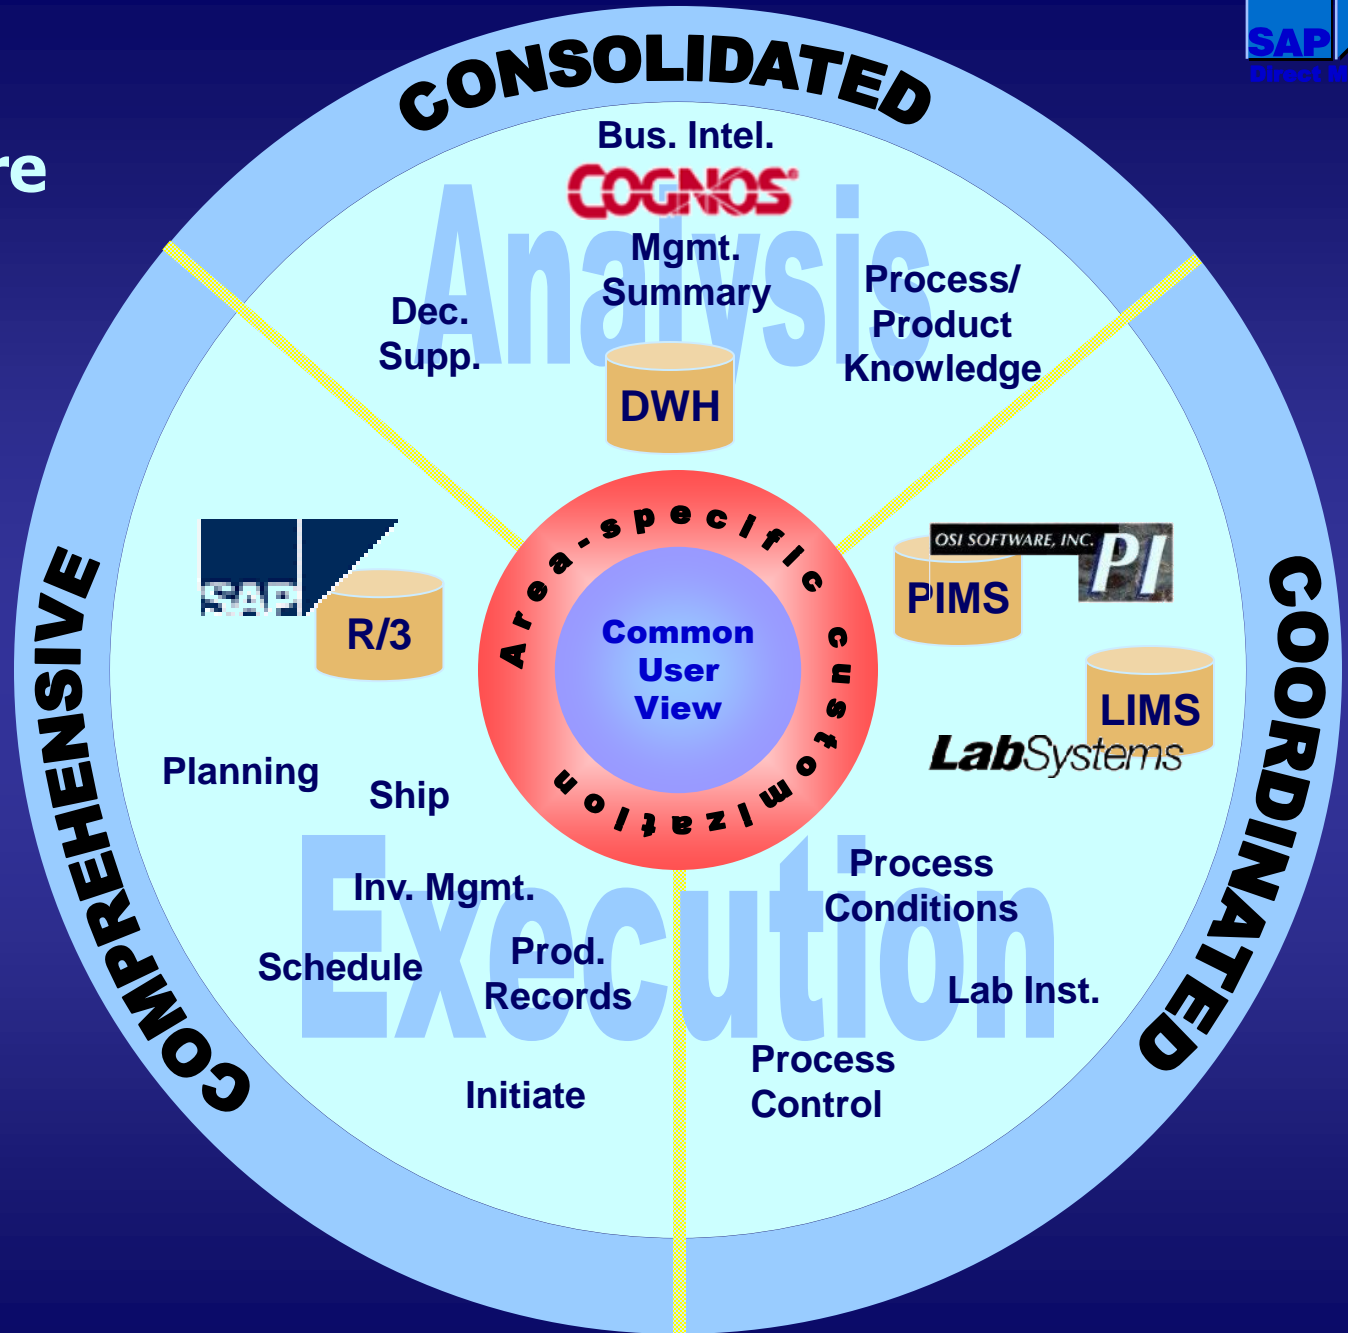 SAP
Direct M
re
CONSOLIDATED
Bus. Intel.
COGNOS
Analysis
Mgmt.
Summary
Dec.
Supp.
Process/
Product
Knowledge
DWH
Area-specific customization
Common
User
View
SAP
R/3
OSI SOFTWARE, INC.
PI
PIMS
LIMS
LabSystems
COMPREHENSIVE
COORDINATED
Planning
Ship
Execution
Inv. Mgmt.
Schedule
Prod.
Records
Initiate
Process
Conditions
Lab Inst.
Process
Control